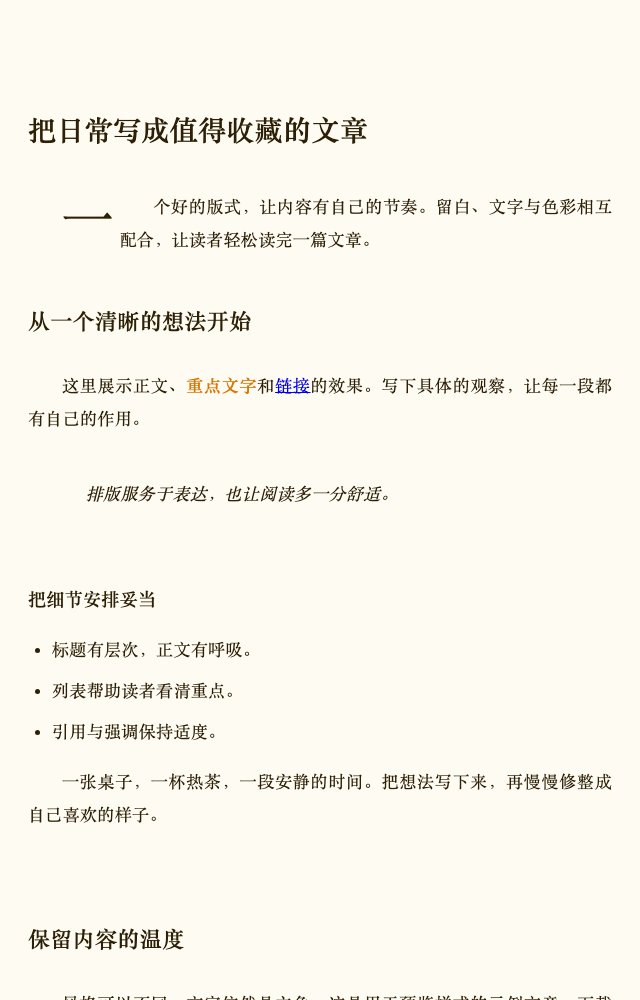 把日常写成值得收藏的文章
一个好的版式，让内容有自己的节奏。留白、文字与色彩相互
配合，让读者轻松读完一篇文章。
从一个清晰的想法开始
这里展示正文、重点文字和链接的效果。写下具体的观察，让每一段都
有自己的作用。
排版服务于表达，也让阅读多一分舒适。
把细节安排妥当
• 标题有层次，正文有呼吸。
• 列表帮助读者看清重点。
• 引用与强调保持适度。
一张桌子，一杯热茶，一段安静的时间。把想法写下来，再慢慢修整成
自己喜欢的样子。
保留内容的温度